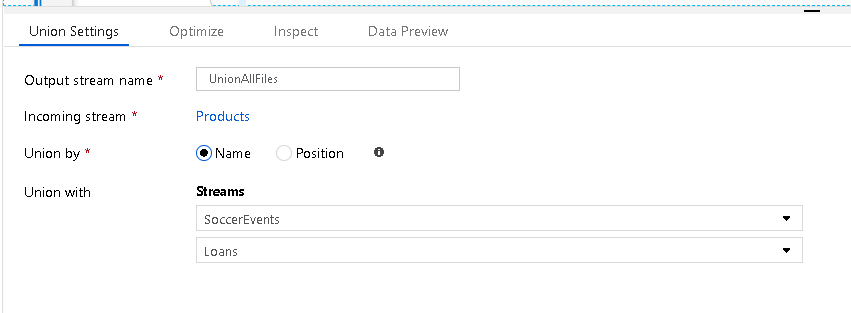 Union Settings Optimize Inspect Data Preview
Output stream name * UnionAllFiles
Incoming stream * Products
Union by * Name Position
Union with Streams
SoccerEvents
Loans